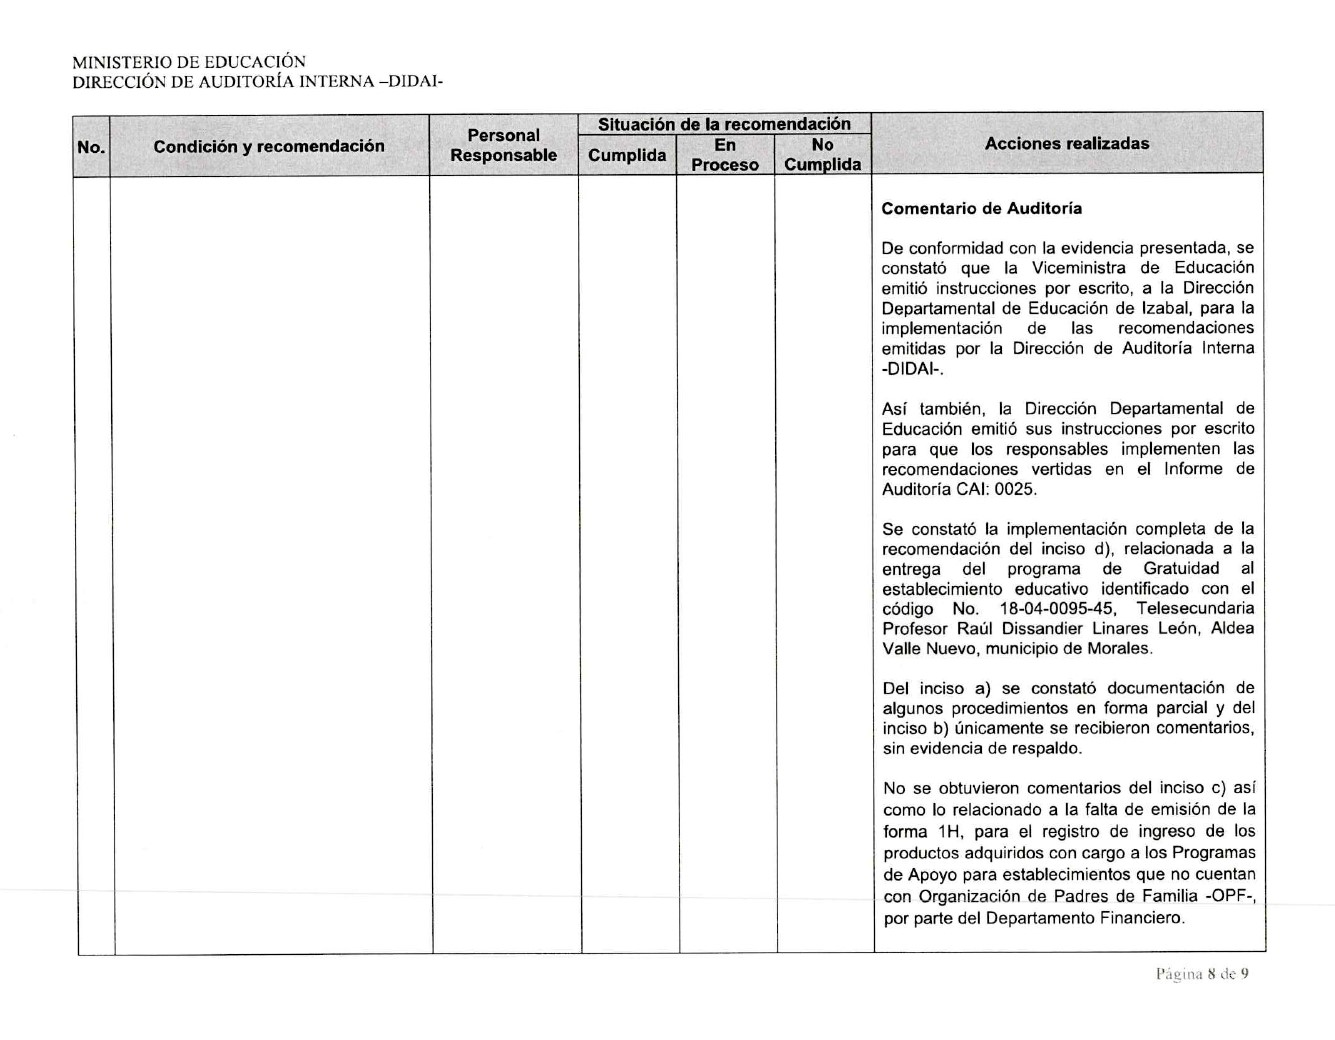 MINISTERIO DE EDUCACIÓN
DIRECCIÓN DE AUDITORÍA INTERNA –DIDAI-
No.
Condición y recomendación
Personal
Responsable
Situación de la recomendación
Cumplida
En
Proceso
No
Cumplida
Acciones realizadas
Comentario de Auditoría
De conformidad con la evidencia presentada, se
constató que la Viceministra de Educación
emitió instrucciones por escrito, a la Dirección
Departamental de Educación de Izabal, para la
implementación de las recomendaciones
emitidas por la Dirección de Auditoría Interna
-DIDAI-.
Así también, la Dirección Departamental de
Educación emitió sus instrucciones por escrito
para que los responsables implementen las
recomendaciones vertidas en el Informe de
Auditoría CAI: 0025.
Se constató la implementación completa de la
recomendación del inciso d), relacionada a la
entrega del programa de Gratuidad al
establecimiento educativo identificado con el
código No. 18-04-0095-45, Telesecundaria
Profesor Raúl Dissandier Linares León, Aldea
Valle Nuevo, municipio de Morales.
Del inciso a) se constató documentación de
algunos procedimientos en forma parcial y del
inciso b) únicamente se recibieron comentarios,
sin evidencia de respaldo.
No se obtuvieron comentarios del inciso c) así
como lo relacionado a la falta de emisión de la
forma 1H, para el registro de ingreso de los
productos adquiridos con cargo a los Programas
de Apoyo para establecimientos que no cuentan
con Organización de Padres de Familia -OPF-,
por parte del Departamento Financiero.
Página 8 de 9